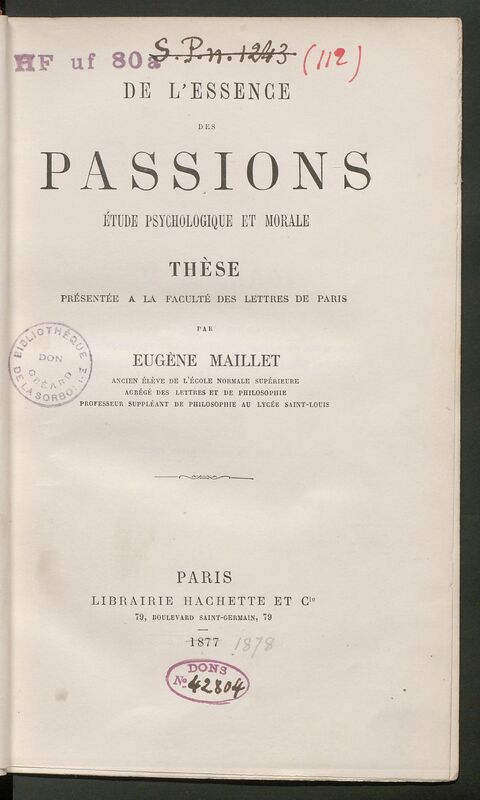 HF uf 80a
S.P.n. 1243
(112)
DE L'ESSENCE
DES
PASSIONS
ÉTUDE PSYCHOLOGIQUE ET MORALE
THÈSE
PRÉSENTÉE A LA FACULTÉ DES LETTRES DE PARIS
PAR
EUGÈNE MAILLET
ANCIEN ÉLÈVE DE L'ÉCOLE NORMALE SUPÉRIEURE
AGRÉGÉ DES LETTRES ET DE PHILOSOPHIE
PROFESSEUR SUPPLÉANT DE PHILOSOPHIE AU LYCÉE SAINT-LOUIS
BIBLIOTHÈQUE
DON
GRÉARD
DE LA SORBONNE
PARIS
LIBRAIRIE HACHETTE ET Cie
79, BOULEVARD SAINT-GERMAIN, 79
1877 1878
DONS
No 42804